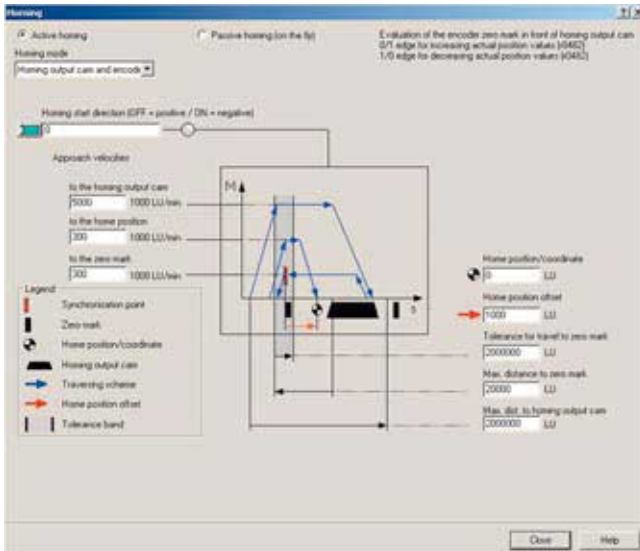 Homing
Active homing
Passive homing (on the fly)
Evaluation of the encoder zero mark in front of homing output cam
0/1 edge for increasing actual position values (r0482)
1/0 edge for decreasing actual position values (r0482)
Homing mode
Homing output cam and encode
Homing start direction (OFF = positive / ON = negative)
0
Approach velocities
to the homing output cam
5000 1000 LU/min
to the home position
300 1000 LU/min
to the zero mark
300 1000 LU/min
|v|
s
Legend
Synchronization point
Zero mark
Home position/coordinate
Homing output cam
Traversing scheme
Home position offset
Tolerance band
Home position/coordinate
0 LU
Home position offset
1000 LU
Tolerance for travel to zero mark
2000000 LU
Max. distance to zero mark
20000 LU
Max. dist. to homing output cam
2000000 LU
Close
Help